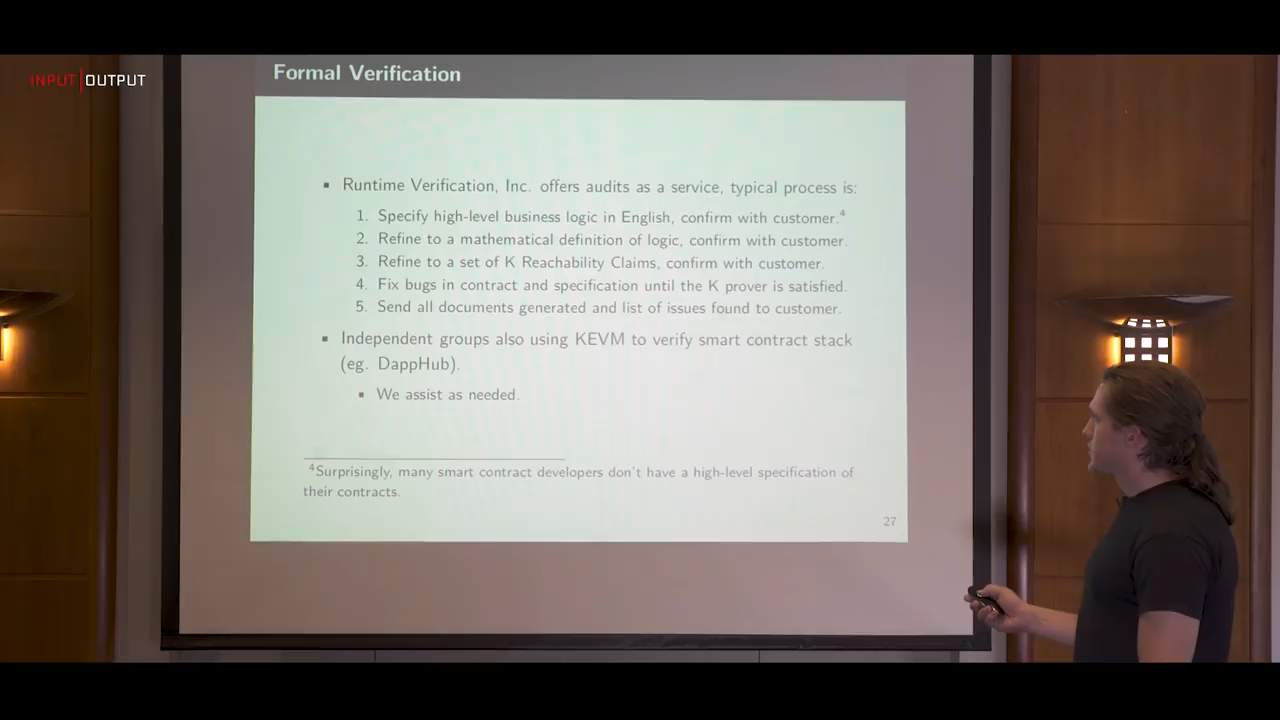 INPUT|OUTPUT
Formal Verification
▪ Runtime Verification, Inc. offers audits as a service, typical process is:
1. Specify high-level business logic in English, confirm with customer.⁴
2. Refine to a mathematical definition of logic, confirm with customer.
3. Refine to a set of K Reachability Claims, confirm with customer.
4. Fix bugs in contract and specification until the K prover is satisfied.
5. Send all documents generated and list of issues found to customer.
▪ Independent groups also using KEVM to verify smart contract stack
(eg. DappHub).
▪ We assist as needed.
⁴Surprisingly, many smart contract developers don't have a high-level specification of
their contracts.
27